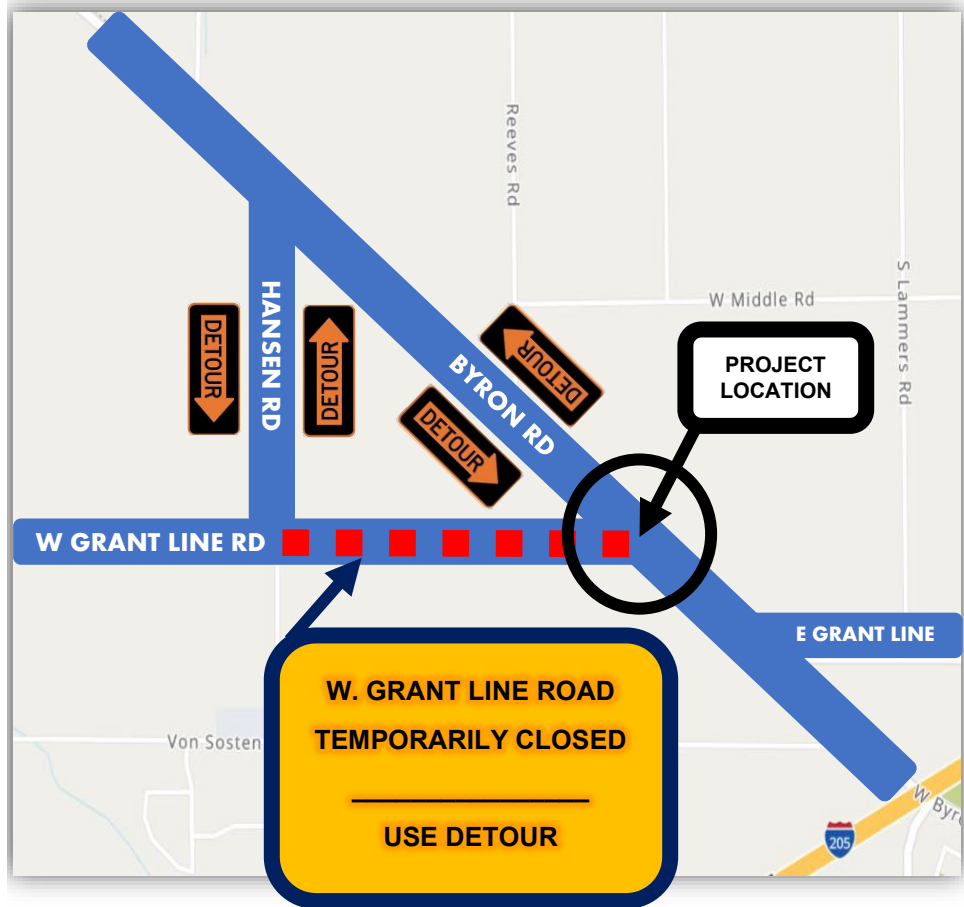 Reeves Rd
S Lammers Rd
W Middle Rd
HANSEN RD
DETOUR
DETOUR
DETOUR
DETOUR
BYRON RD
PROJECT
LOCATION
W GRANT LINE RD
E GRANT LINE
W. GRANT LINE ROAD
TEMPORARILY CLOSED
USE DETOUR
Von Sosten
W Byro
205